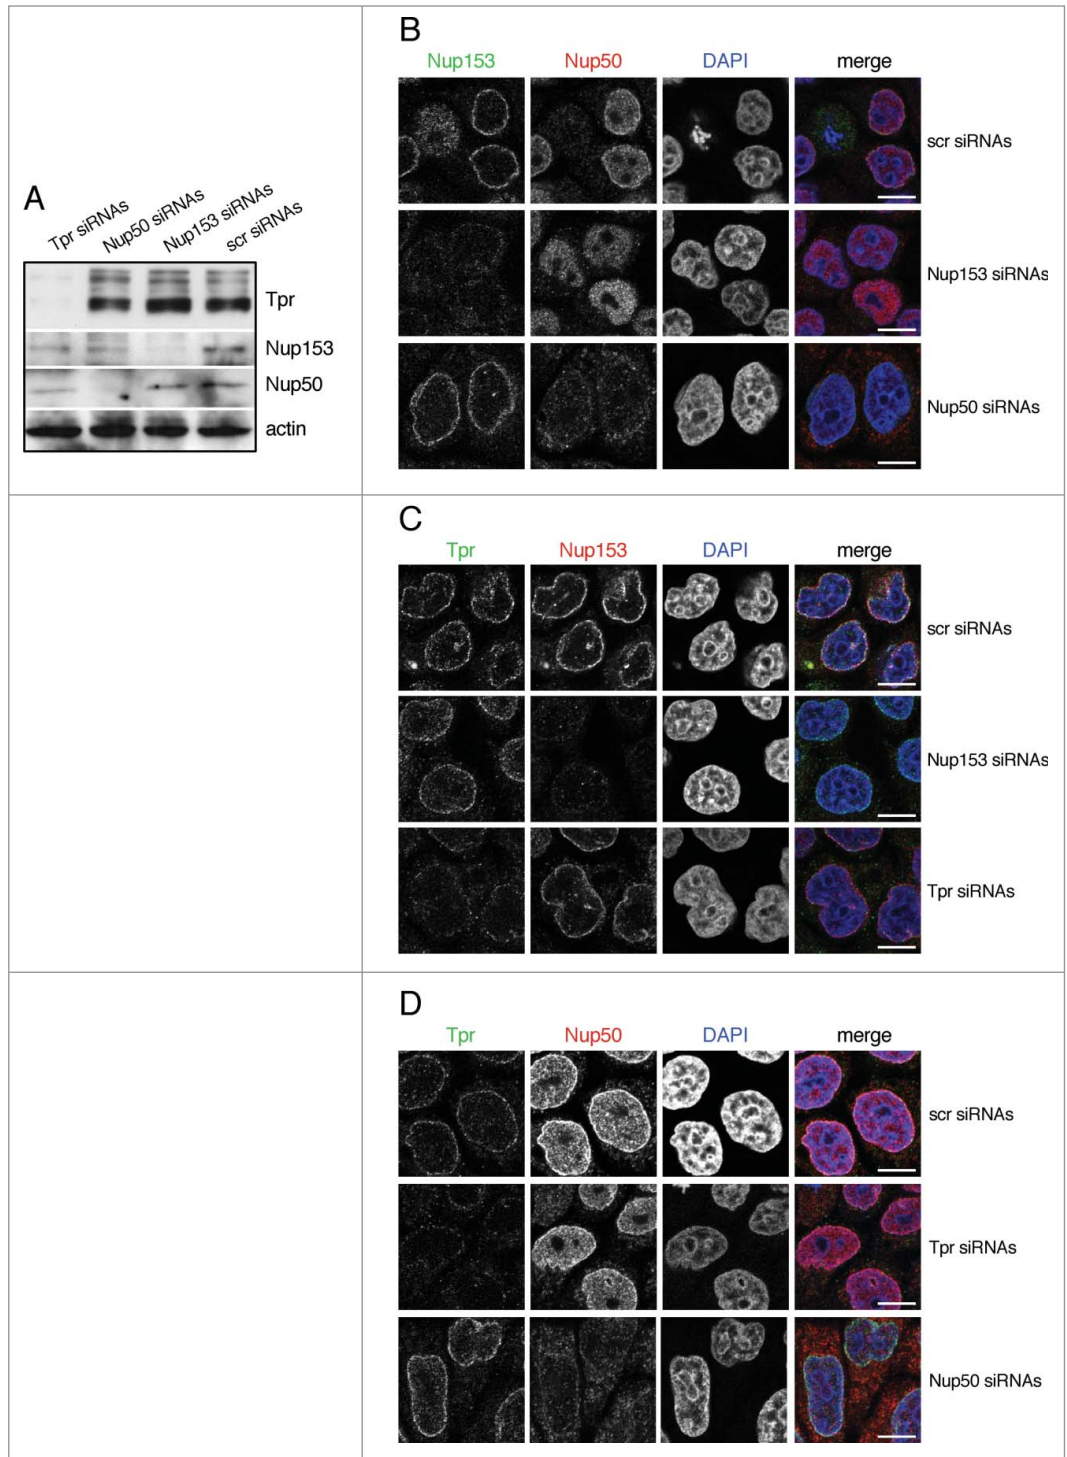 A
Tpr siRNAs
Nup50 siRNAs
Nup153 siRNAs
scr siRNAs
Tpr
Nup153
Nup50
actin
B
Nup153 Nup50 DAPI merge
scr siRNAs
Nup153 siRNAs
Nup50 siRNAs
C
Tpr Nup153 DAPI merge
scr siRNAs
Nup153 siRNAs
Tpr siRNAs
D
Tpr Nup50 DAPI merge
scr siRNAs
Tpr siRNAs
Nup50 siRNAs